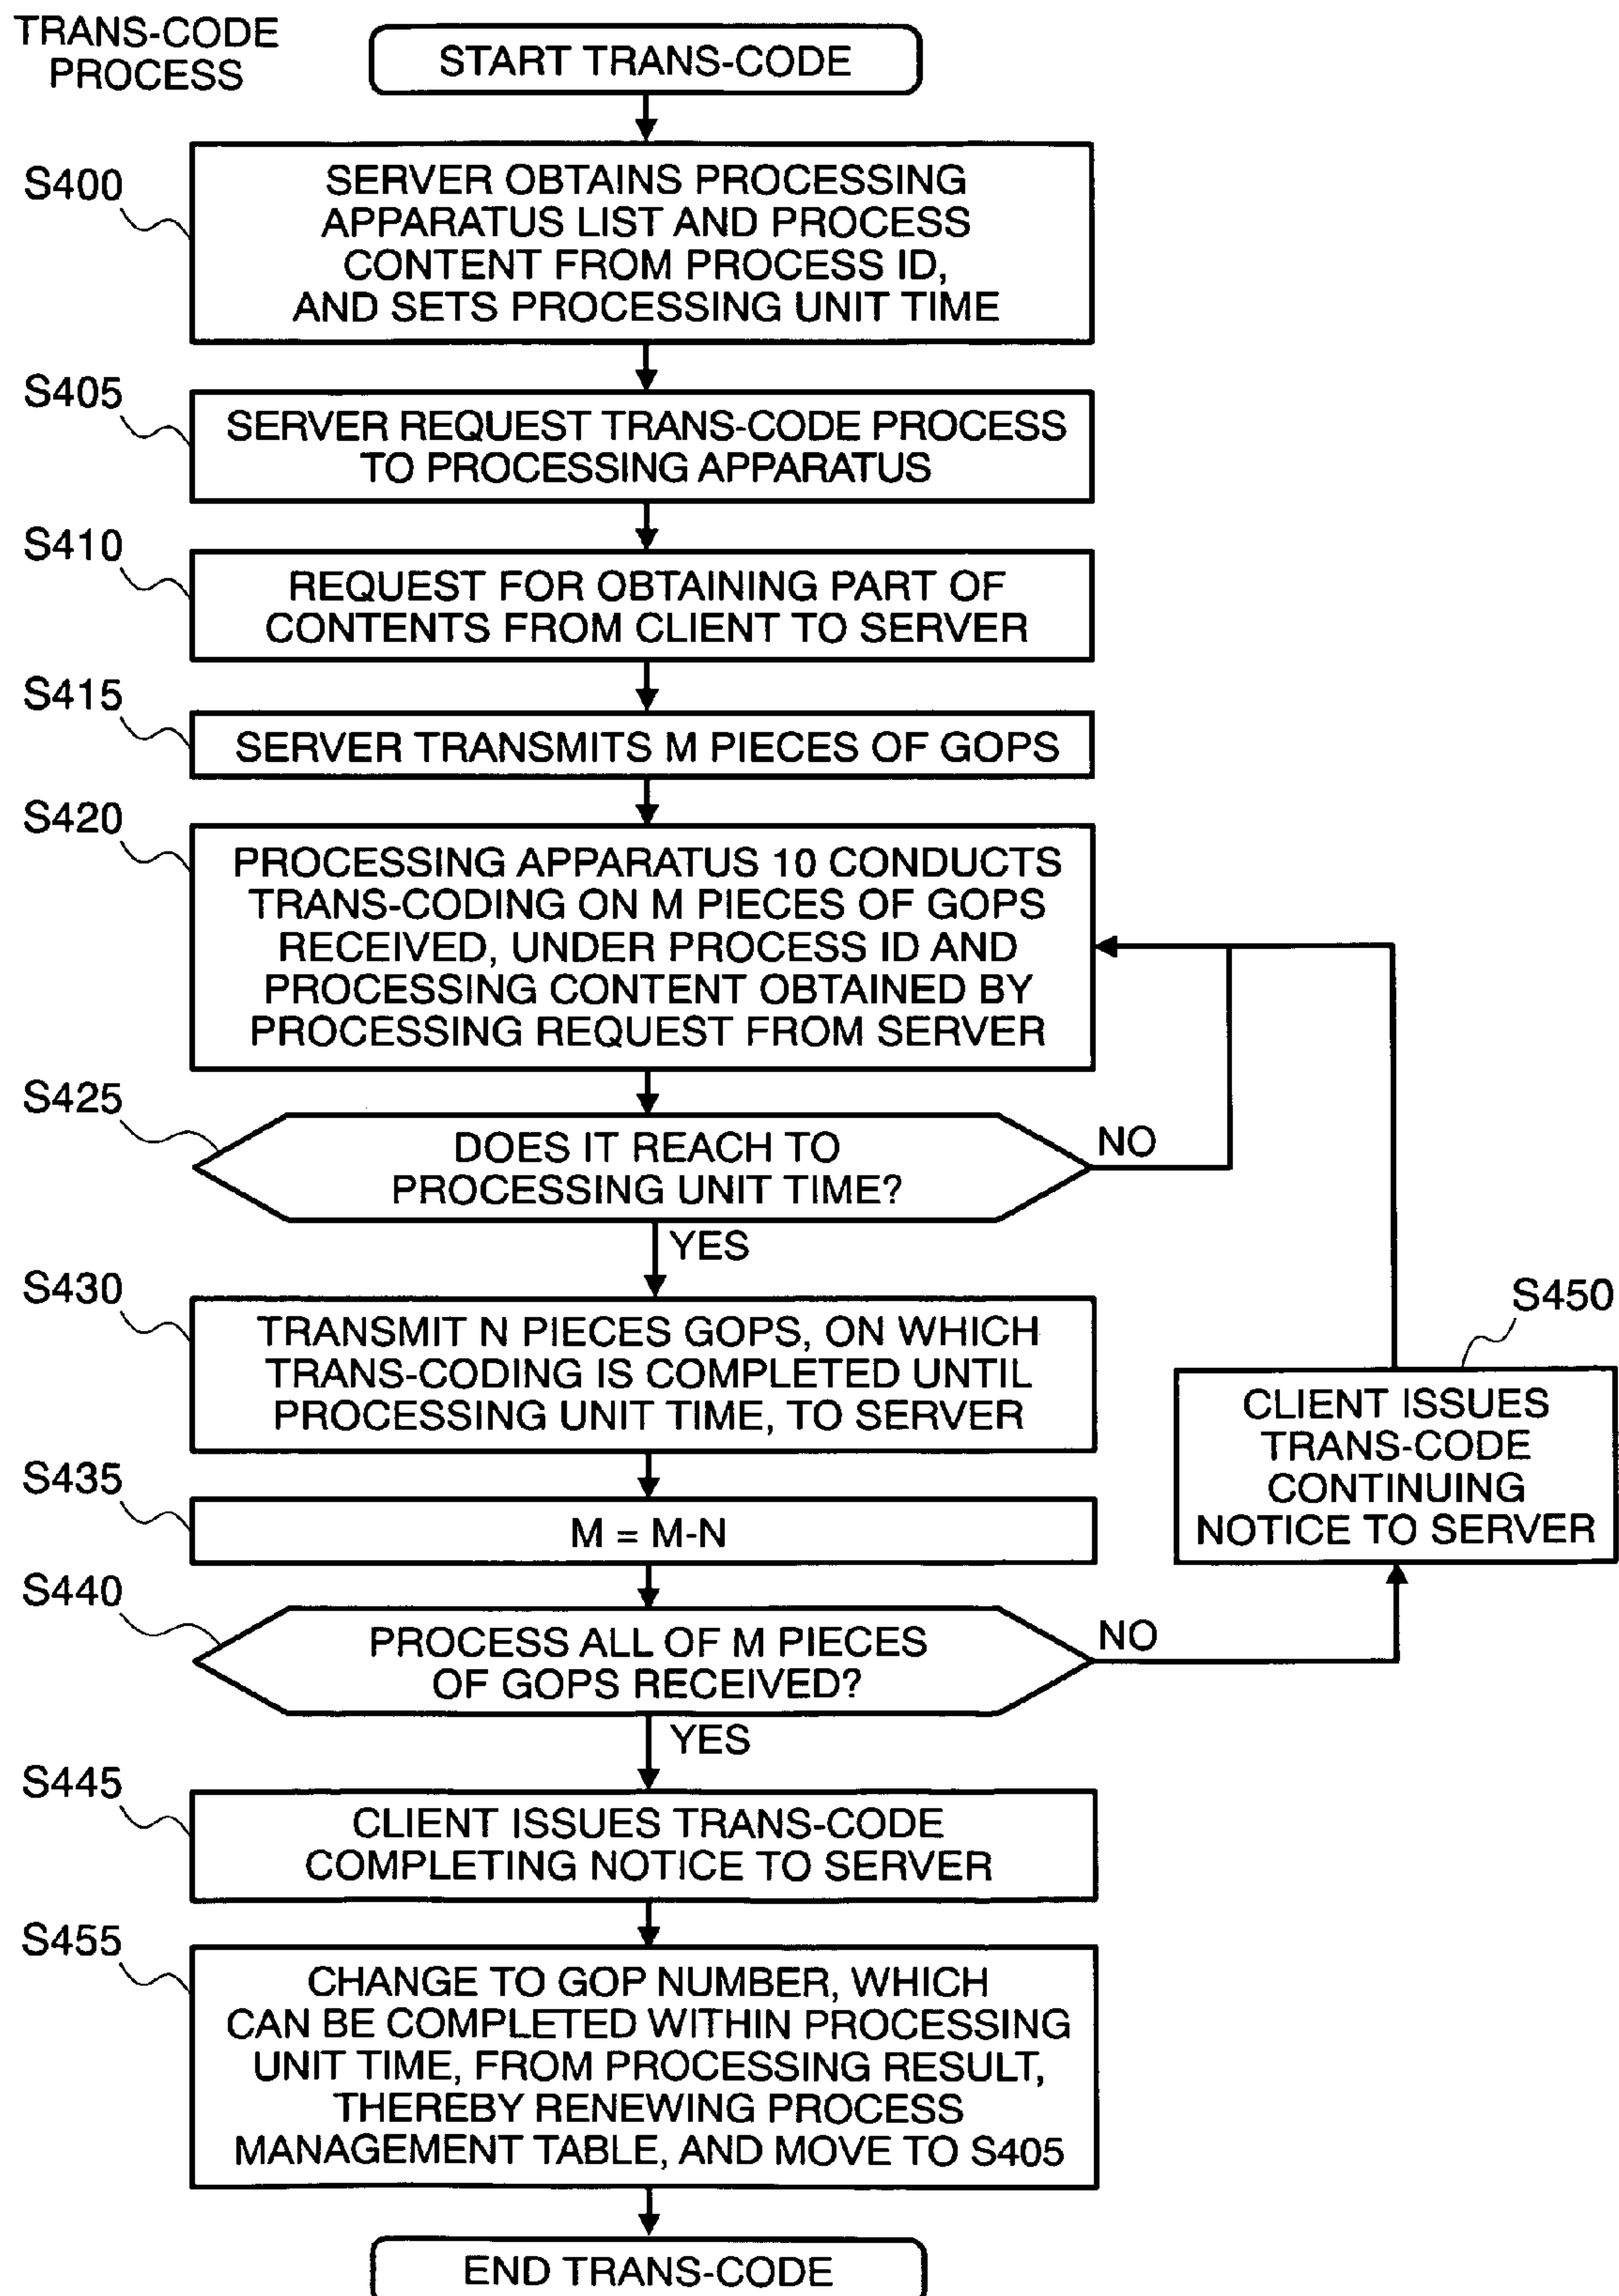 TRANS-CODE
PROCESS
START TRANS-CODE
S400
SERVER OBTAINS PROCESSING
APPARATUS LIST AND PROCESS
CONTENT FROM PROCESS ID,
AND SETS PROCESSING UNIT TIME
S405
SERVER REQUEST TRANS-CODE PROCESS
TO PROCESSING APPARATUS
S410
REQUEST FOR OBTAINING PART OF
CONTENTS FROM CLIENT TO SERVER
S415
SERVER TRANSMITS M PIECES OF GOPS
S420
PROCESSING APPARATUS 10 CONDUCTS
TRANS-CODING ON M PIECES OF GOPS
RECEIVED, UNDER PROCESS ID AND
PROCESSING CONTENT OBTAINED BY
PROCESSING REQUEST FROM SERVER
S425
DOES IT REACH TO
PROCESSING UNIT TIME?
NO
YES
S430
TRANSMIT N PIECES GOPS, ON WHICH
TRANS-CODING IS COMPLETED UNTIL
PROCESSING UNIT TIME, TO SERVER
S450
CLIENT ISSUES
TRANS-CODE
CONTINUING
NOTICE TO SERVER
S435
M = M-N
S440
PROCESS ALL OF M PIECES
OF GOPS RECEIVED?
NO
YES
S445
CLIENT ISSUES TRANS-CODE
COMPLETING NOTICE TO SERVER
S455
CHANGE TO GOP NUMBER, WHICH
CAN BE COMPLETED WITHIN PROCESSING
UNIT TIME, FROM PROCESSING RESULT,
THEREBY RENEWING PROCESS
MANAGEMENT TABLE, AND MOVE TO S405
END TRANS-CODE